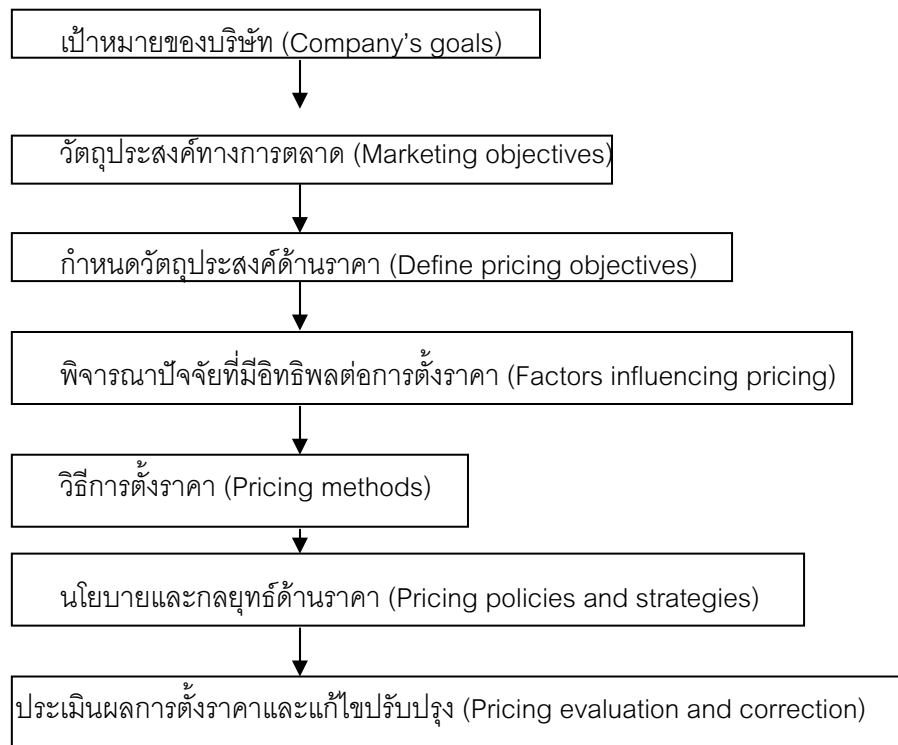 เป้าหมายของบริษัท (Company’s goals)
วัตถุประสงค์ทางการตลาด (Marketing objectives)
กำหนดวัตถุประสงค์ด้านราคา (Define pricing objectives)
พิจารณาปัจจัยที่มีอิทธิพลต่อการตั้งราคา (Factors influencing pricing)
วิธีการตั้งราคา (Pricing methods)
นโยบายและกลยุทธ์ด้านราคา (Pricing policies and strategies)
ประเมินผลการตั้งราคาและแก้ไขปรับปรุง (Pricing evaluation and correction)